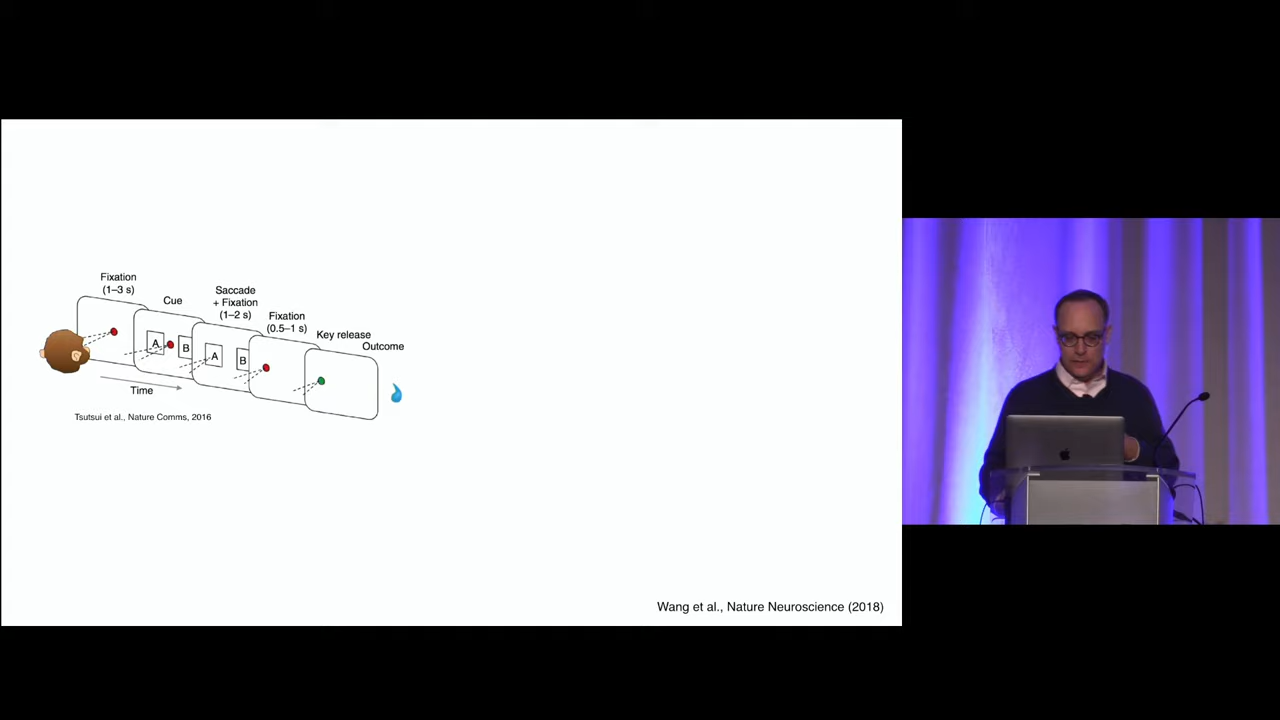 Fixation
(1–3 s)
Cue
Saccade
+ Fixation
(1–2 s)
Fixation
(0.5–1 s)
Key release
Outcome
A
B
A
B
Time
Tsutsui et al., Nature Comms, 2016
Wang et al., Nature Neuroscience (2018)